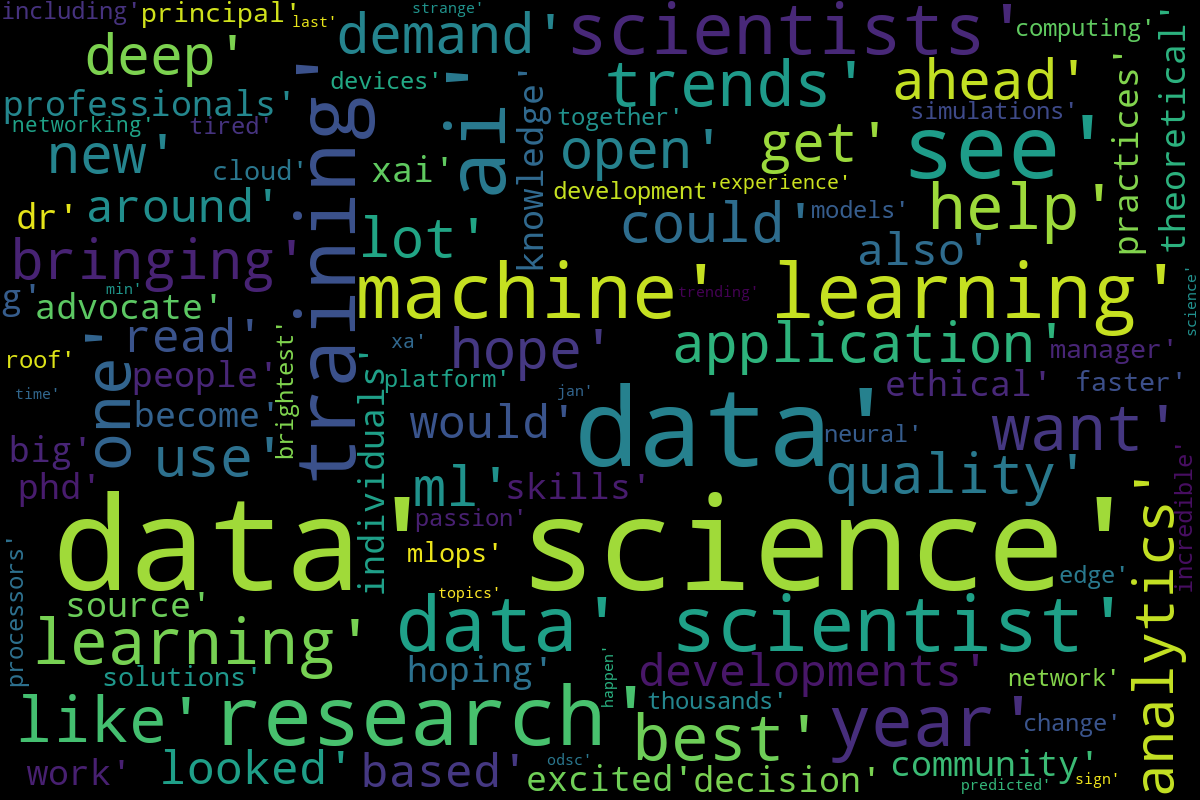 including'
principal'
last'
strange'
demand'
scientists'
computing'
deep'
devices'
trends'
ahead'
professionals'
networking'
tired'
training'
ai'
knowledge'
together'
simulations'
practices'
theoretical'
new'
cloud'
xai'
open'
get'
see'
development'
experience'
dr'
around'
lot'
could'
models'
help'
also'
bringing'
g'
min'
advocate'
machine' learning'
trending'
science'
read'
xa'
hope'
application'
manager'
roof'
one'
people'
brightest'
individuals'
platform'
jan'
ethical'
faster'
time'
become'
would'
data'
neural'
want'
big'
use'
phd'
ml'
skills'
quality'
incredible'
passion'
data' science'
analytics'
mlops'
processors'
topics'
edge'
source'
data' scientist'
learning'
solutions'
hoping'
happen'
developments'
network'
like'
research'
thousands'
best'
year'
change'
work'
looked'
based'
odsc'
excited'
decision'
community'
predicted'
sign'